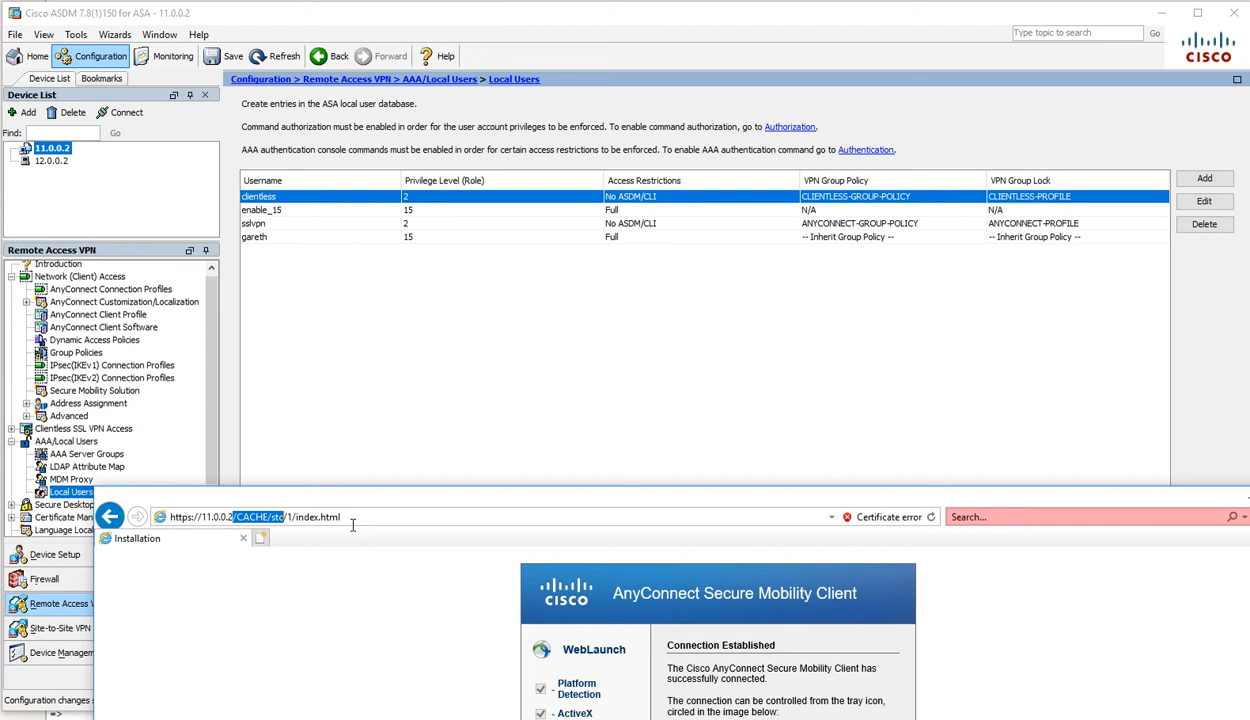 Cisco ASDM 7.8(1)150 for ASA - 11.0.0.2
File View Tools Wizards Window Help
Type topic to search Go
Home Configuration Monitoring Save Refresh Back Forward Help
CISCO
Device List Bookmarks
Configuration > Remote Access VPN > AAA/Local Users > Local Users
Device List
Add Delete Connect
Find: Go
11.0.0.2
12.0.0.2
Create entries in the ASA local user database.
Command authorization must be enabled in order for the user account privileges to be enforced. To enable command authorization, go to Authorization.
AAA authentication console commands must be enabled in order for certain access restrictions to be enforced. To enable AAA authentication command go to Authentication.
Username Privilege Level (Role) Access Restrictions VPN Group Policy VPN Group Lock
clientless 2 No ASDM/CLI CLIENTLESS-GROUP-POLICY CLIENTLESS-PROFILE
enable_15 15 Full N/A N/A
sslvpn 2 No ASDM/CLI ANYCONNECT-GROUP-POLICY ANYCONNECT-PROFILE
gareth 15 Full -- Inherit Group Policy -- -- Inherit Group Policy --
Add
Edit
Delete
Remote Access VPN
Introduction
Network (Client) Access
AnyConnect Connection Profiles
AnyConnect Customization/Localization
AnyConnect Client Profile
AnyConnect Client Software
Dynamic Access Policies
Group Policies
IPsec(IKEv1) Connection Profiles
IPsec(IKEv2) Connection Profiles
Secure Mobility Solution
Address Assignment
Advanced
Clientless SSL VPN Access
AAA/Local Users
AAA Server Groups
LDAP Attribute Map
MDM Proxy
Local Users
Secure Desktop
Certificate Man
Language Local
Device Setup
Firewall
Remote Access V
Site-to-Site VPN
Device Managem
Configuration changes s
=>
https://11.0.0.2/CACHE/stc/1/index.html
Certificate error
Search...
Installation
CISCO
AnyConnect Secure Mobility Client
WebLaunch
- Platform
Detection
- ActiveX
Connection Established
The Cisco AnyConnect Secure Mobility Client has
successfully connected.
The connection can be controlled from the tray icon,
circled in the image below: